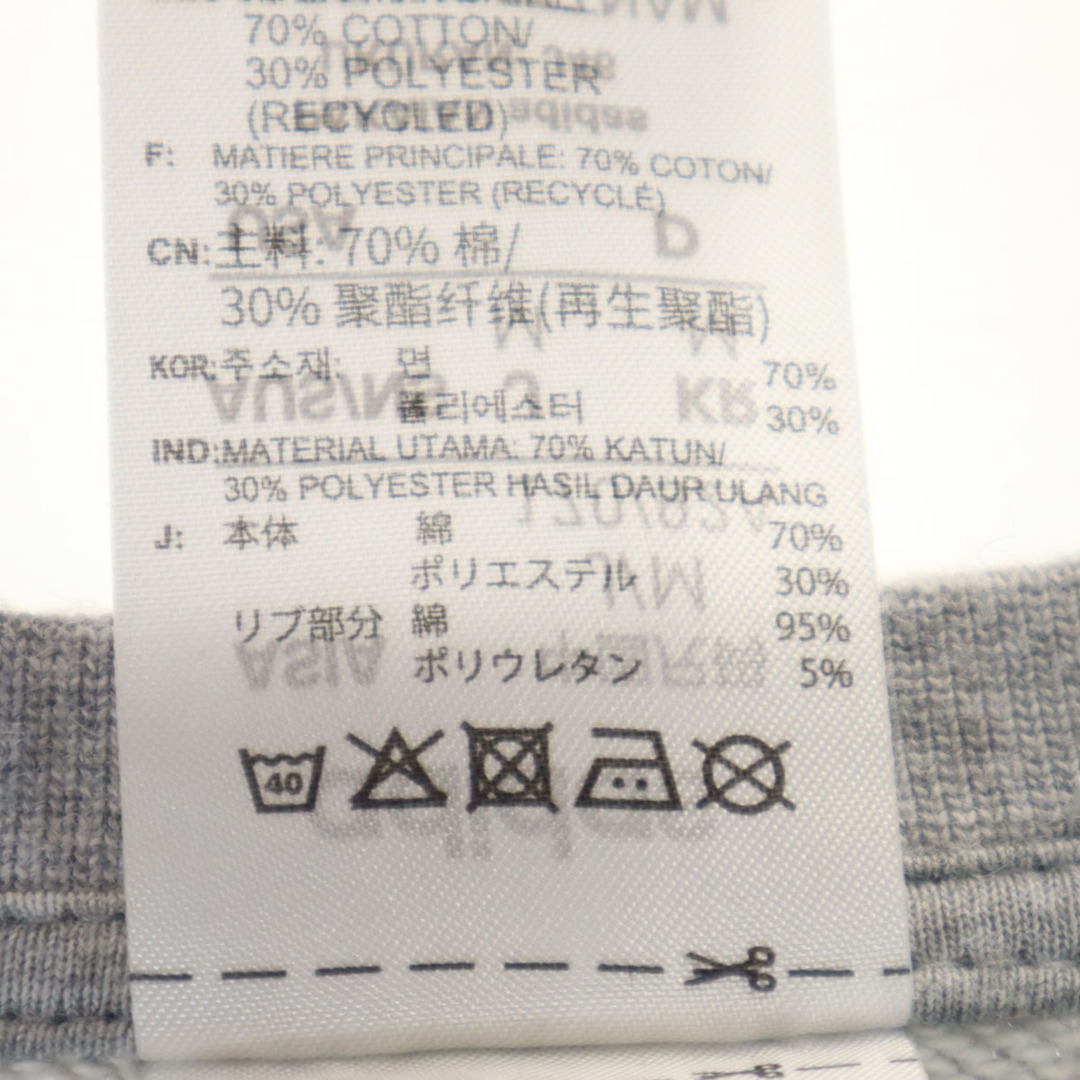 70% COTTON/
30% POLYESTER
(RECYCLED)
F: MATIERE PRINCIPALE: 70% COTON/
30% POLYESTER (RECYCLÉ)
CN: 主料: 70% 棉/
30% 聚酯纤维(再生聚酯)
KOR: 주소재: 면 70%
폴리에스터 30%
IND: MATERIAL UTAMA: 70% KATUN/
30% POLYESTER HASIL DAUR ULANG
J: 本体 綿 70%
ポリエステル 30%
リブ部分 綿 95%
ポリウレタン 5%
40